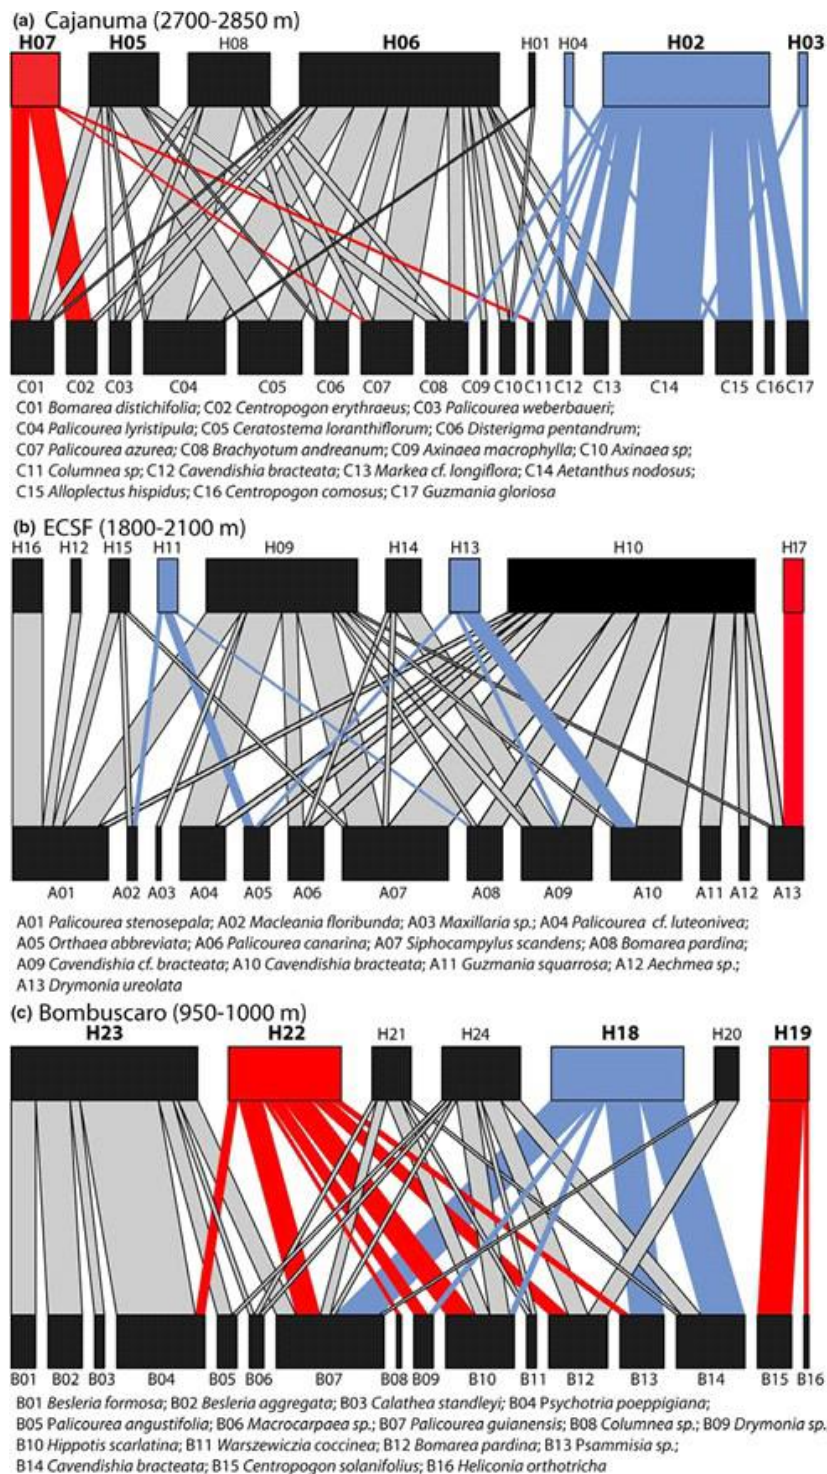 (a) Cajanuma (2700-2850 m)
H07 H05 H08 H06 H01 H04 H02 H03
C01 C02 C03 C04 C05 C06 C07 C08 C09 C10 C11 C12 C13 C14 C15 C16 C17
C01 Bomarea distichifolia; C02 Centropogon erythraeus; C03 Palicourea weberbaueri;
C04 Palicourea lyristipula; C05 Ceratostema loranthiflorum; C06 Disterigma pentandrum;
C07 Palicourea azurea; C08 Brachyotum andreanum; C09 Axinaea macrophylla; C10 Axinaea sp;
C11 Columnea sp; C12 Cavendishia bracteata; C13 Markea cf. longiflora; C14 Aetanthus nodosus;
C15 Alloplectus hispidus; C16 Centropogon comosus; C17 Guzmania gloriosa
(b) ECSF (1800-2100 m)
H16 H12 H15 H11 H09 H14 H13 H10 H17
A01 A02 A03 A04 A05 A06 A07 A08 A09 A10 A11 A12 A13
A01 Palicourea stenosepala; A02 Macleania floribunda; A03 Maxillaria sp.; A04 Palicourea cf. luteonivea;
A05 Orthaea abbreviata; A06 Palicourea canarina; A07 Siphocampylus scandens; A08 Bomarea pardina;
A09 Cavendishia cf. bracteata; A10 Cavendishia bracteata; A11 Guzmania squarrosa; A12 Aechmea sp.;
A13 Drymonia ureolata
(c) Bombuscaro (950-1000 m)
H23 H22 H21 H24 H18 H20 H19
B01 B02 B03 B04 B05 B06 B07 B08 B09 B10 B11 B12 B13 B14 B15 B16
B01 Besleria formosa; B02 Besleria aggregata; B03 Calathea standleyi; B04 Psychotria poeppigiana;
B05 Palicourea angustifolia; B06 Macrocarpaea sp.; B07 Palicourea guianensis; B08 Columnea sp.; B09 Drymonia sp.
B10 Hippotis scarlatina; B11 Warszewiczia coccinea; B12 Bomarea pardina; B13 Psammisia sp.;
B14 Cavendishia bracteata; B15 Centropogon solanifolius; B16 Heliconia orthotricha